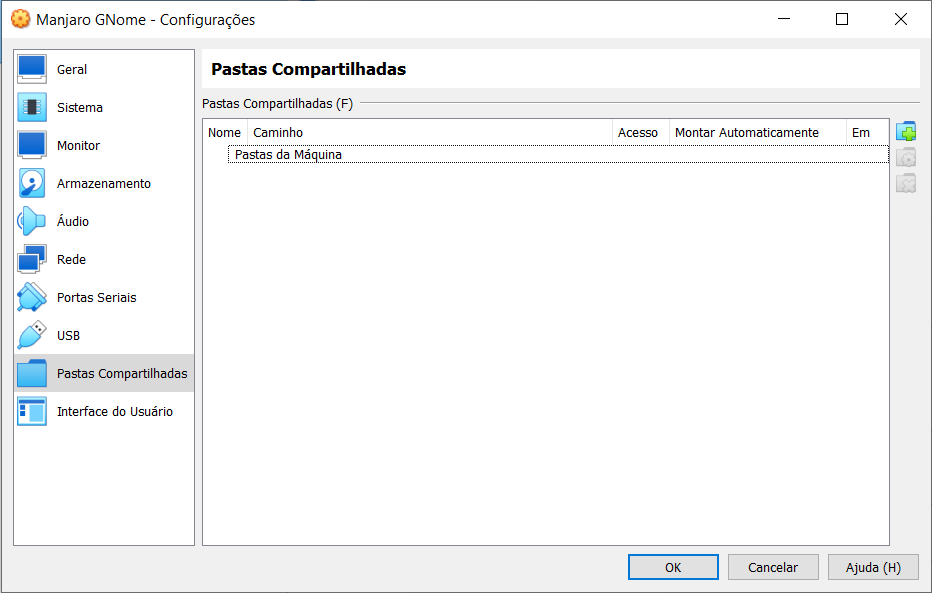 Manjaro GNome - Configurações
Geral
Sistema
Monitor
Armazenamento
Áudio
Rede
Portas Seriais
USB
Pastas Compartilhadas
Interface do Usuário
Pastas Compartilhadas
Pastas Compartilhadas (F)
Nome Caminho Acesso Montar Automaticamente Em
Pastas da Máquina
OK Cancelar Ajuda (H)